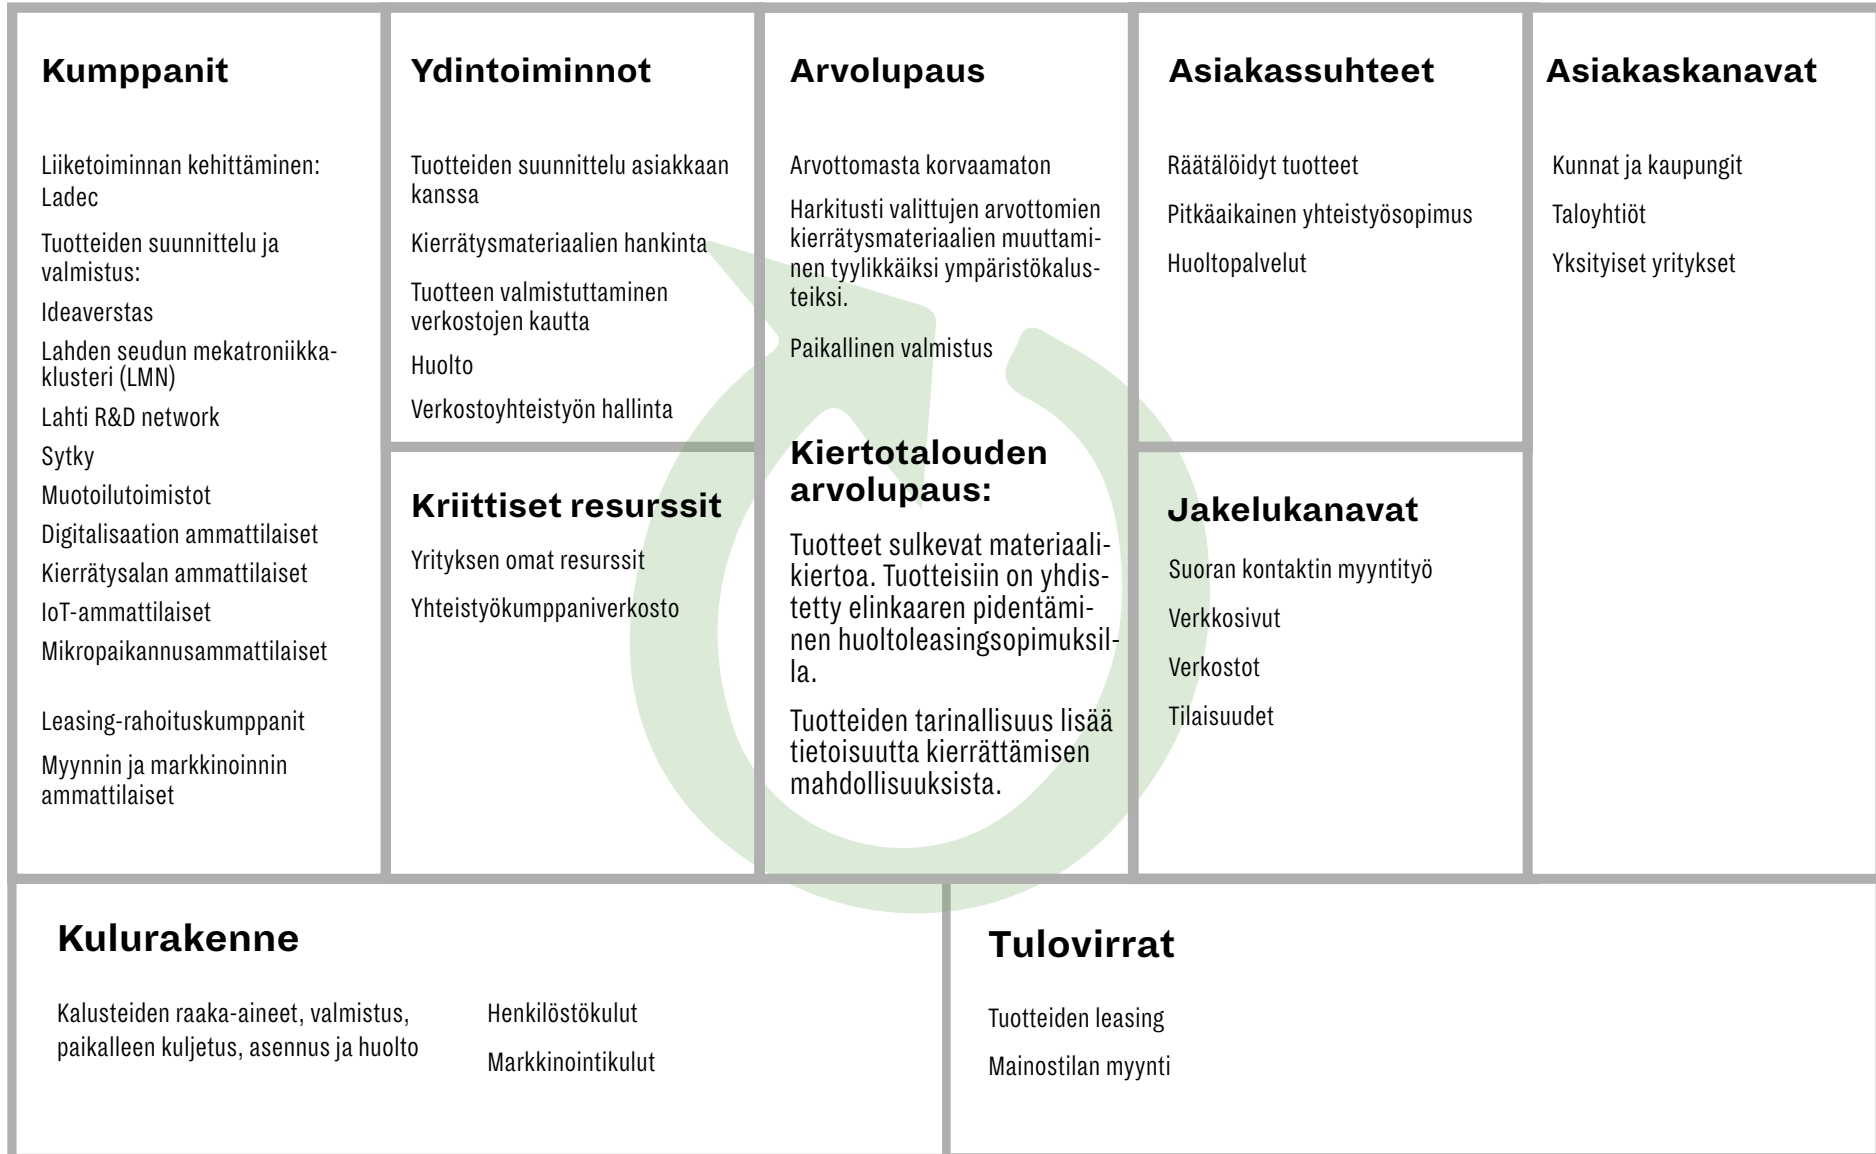 Kumppanit
Liiketoiminnan kehittäminen:
Ladec
Tuotteiden suunnittelu ja
valmistus:
Ideaverstas
Lahden seudun mekatroniikka-
klusteri (LMN)
Lahti R&D network
Sytky
Muotoilutoimistot
Digitalisaation ammattilaiset
Kierrätysalan ammattilaiset
IoT-ammattilaiset
Mikropaikannusammattilaiset
Leasing-rahoituskumppanit
Myynnin ja markkinoinnin
ammattilaiset
Ydintoiminnot
Tuotteiden suunnittelu asiakkaan
kanssa
Kierrätysmateriaalien hankinta
Tuotteen valmistuttaminen
verkostojen kautta
Huolto
Verkostoyhteistyön hallinta
Kriittiset resurssit
Yrityksen omat resurssit
Yhteistyökumppaniverkosto
Arvolupaus
Arvottomasta korvaamaton
Harkitusti valittujen arvottomien
kierrätysmateriaalien muuttami-
nen tyylikkäiksi ympäristökalus-
teiksi.
Paikallinen valmistus
Kiertotalouden
arvolupaus:
Tuotteet sulkevat materiaali-
kiertoa. Tuotteisiin on yhdis-
tetty elinkaaren pidentämi-
nen huoltoleasingsopimuksil-
la.
Tuotteiden tarinallisuus lisää
tietoisuutta kierrättämisen
mahdollisuuksista.
Asiakassuhteet
Räätälöidyt tuotteet
Pitkäaikainen yhteistyösopimus
Huoltopalvelut
Jakelukanavat
Suoran kontaktin myyntityö
Verkkosivut
Verkostot
Tilaisuudet
Asiakaskanavat
Kunnat ja kaupungit
Taloyhtiöt
Yksityiset yritykset
Kulurakenne
Kalusteiden raaka-aineet, valmistus,
paikalleen kuljetus, asennus ja huolto
Henkilöstökulut
Markkinointikulut
Tulovirrat
Tuotteiden leasing
Mainostilan myynti